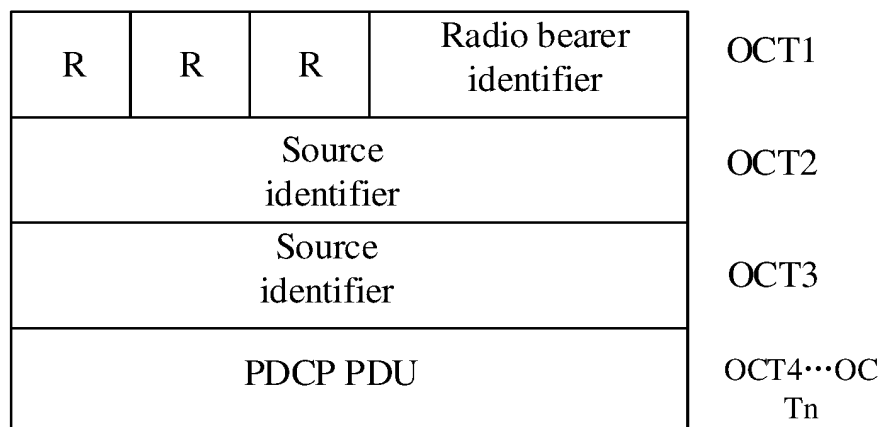 R
R
R
Radio bearer
identifier
OCT1
Source
identifier
OCT2
Source
identifier
OCT3
PDCP PDU
OCT4···OC
Tn